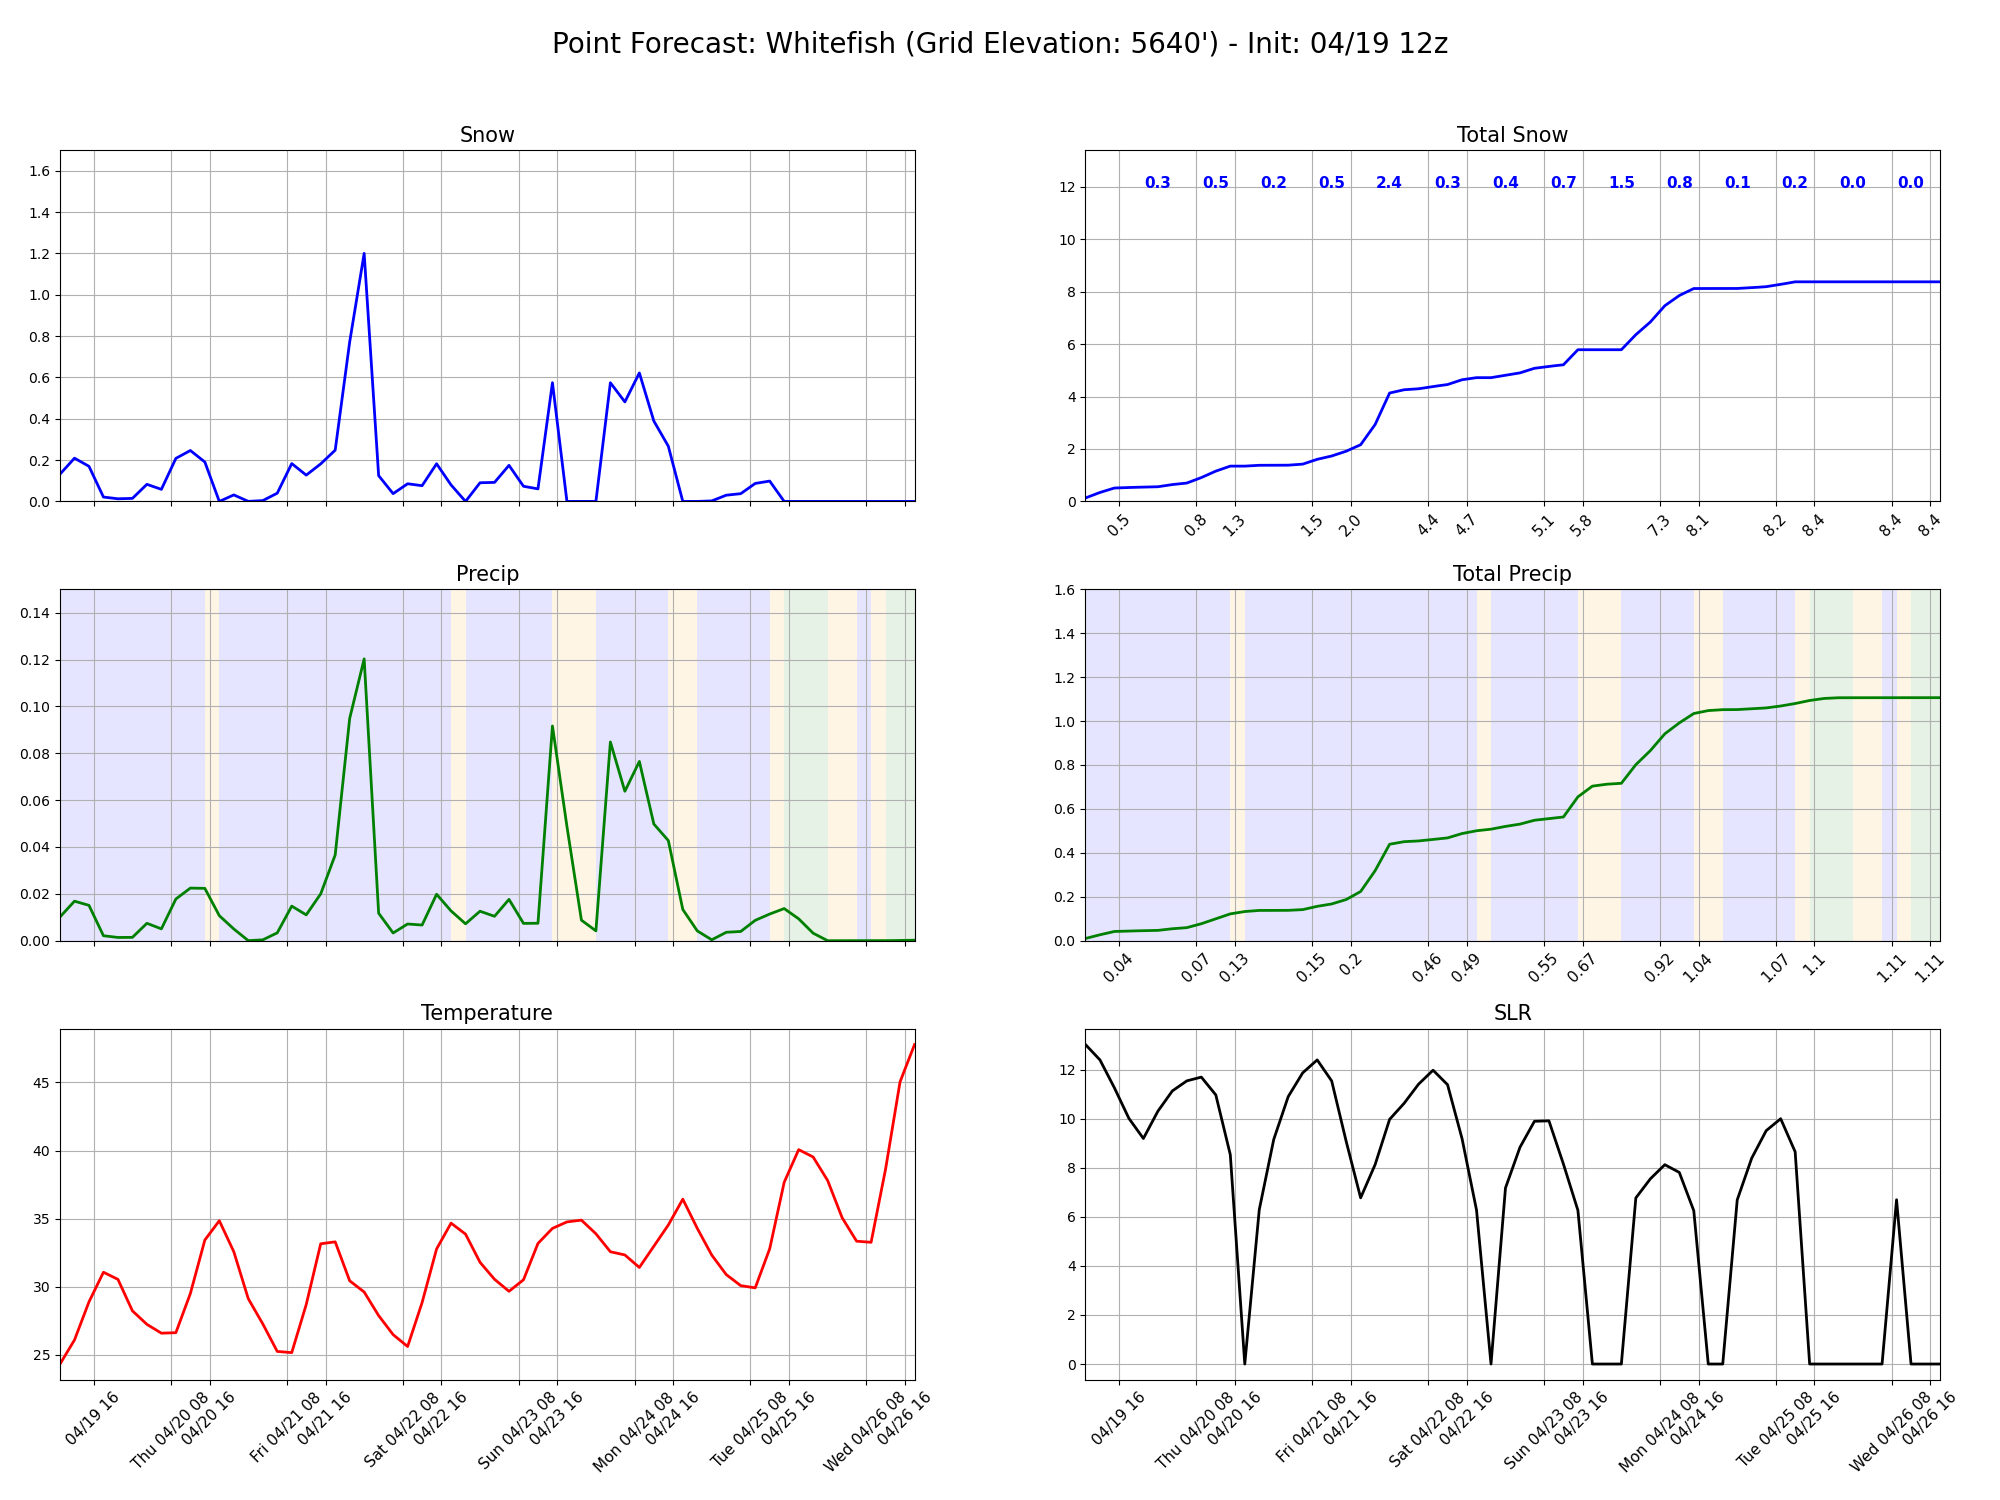 Point Forecast: Whitefish (Grid Elevation: 5640') - Init: 04/19 12z
Snow
1.6
1.4
1.2
1.0
0.8
0.6
0.4
0.2
0.0
Total Snow
0.3 0.5 0.2 0.5 2.4 0.3 0.4 0.7 1.5 0.8 0.1 0.2 0.0 0.0
12
10
8
6
4
2
0
0.5 0.8 1.3 1.5 2.0 4.4 4.7 5.1 5.8 7.3 8.1 8.2 8.4 8.4 8.4
Precip
0.14
0.12
0.10
0.08
0.06
0.04
0.02
0.00
Total Precip
1.6
1.4
1.2
1.0
0.8
0.6
0.4
0.2
0.0
0.04 0.07 0.13 0.15 0.2 0.46 0.49 0.55 0.67 0.92 1.04 1.07 1.1 1.11 1.11
Temperature
45
40
35
30
25
04/19 16
Thu 04/20 08
04/20 16
Fri 04/21 08
04/21 16
Sat 04/22 08
04/22 16
Sun 04/23 08
04/23 16
Mon 04/24 08
04/24 16
Tue 04/25 08
04/25 16
Wed 04/26 08
04/26 16
SLR
12
10
8
6
4
2
0
04/19 16
Thu 04/20 08
04/20 16
Fri 04/21 08
04/21 16
Sat 04/22 08
04/22 16
Sun 04/23 08
04/23 16
Mon 04/24 08
04/24 16
Tue 04/25 08
04/25 16
Wed 04/26 08
04/26 16